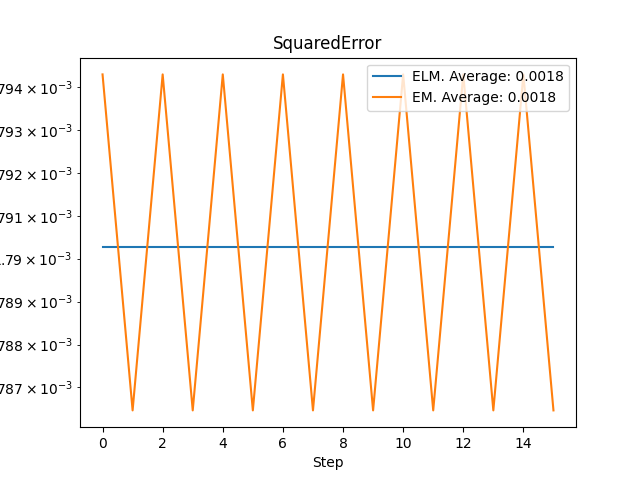 SquaredError
ELM. Average: 0.0018
EM. Average: 0.0018
794 × 10⁻³
793 × 10⁻³
792 × 10⁻³
791 × 10⁻³
.79 × 10⁻³
789 × 10⁻³
788 × 10⁻³
787 × 10⁻³
0 2 4 6 8 10 12 14
Step